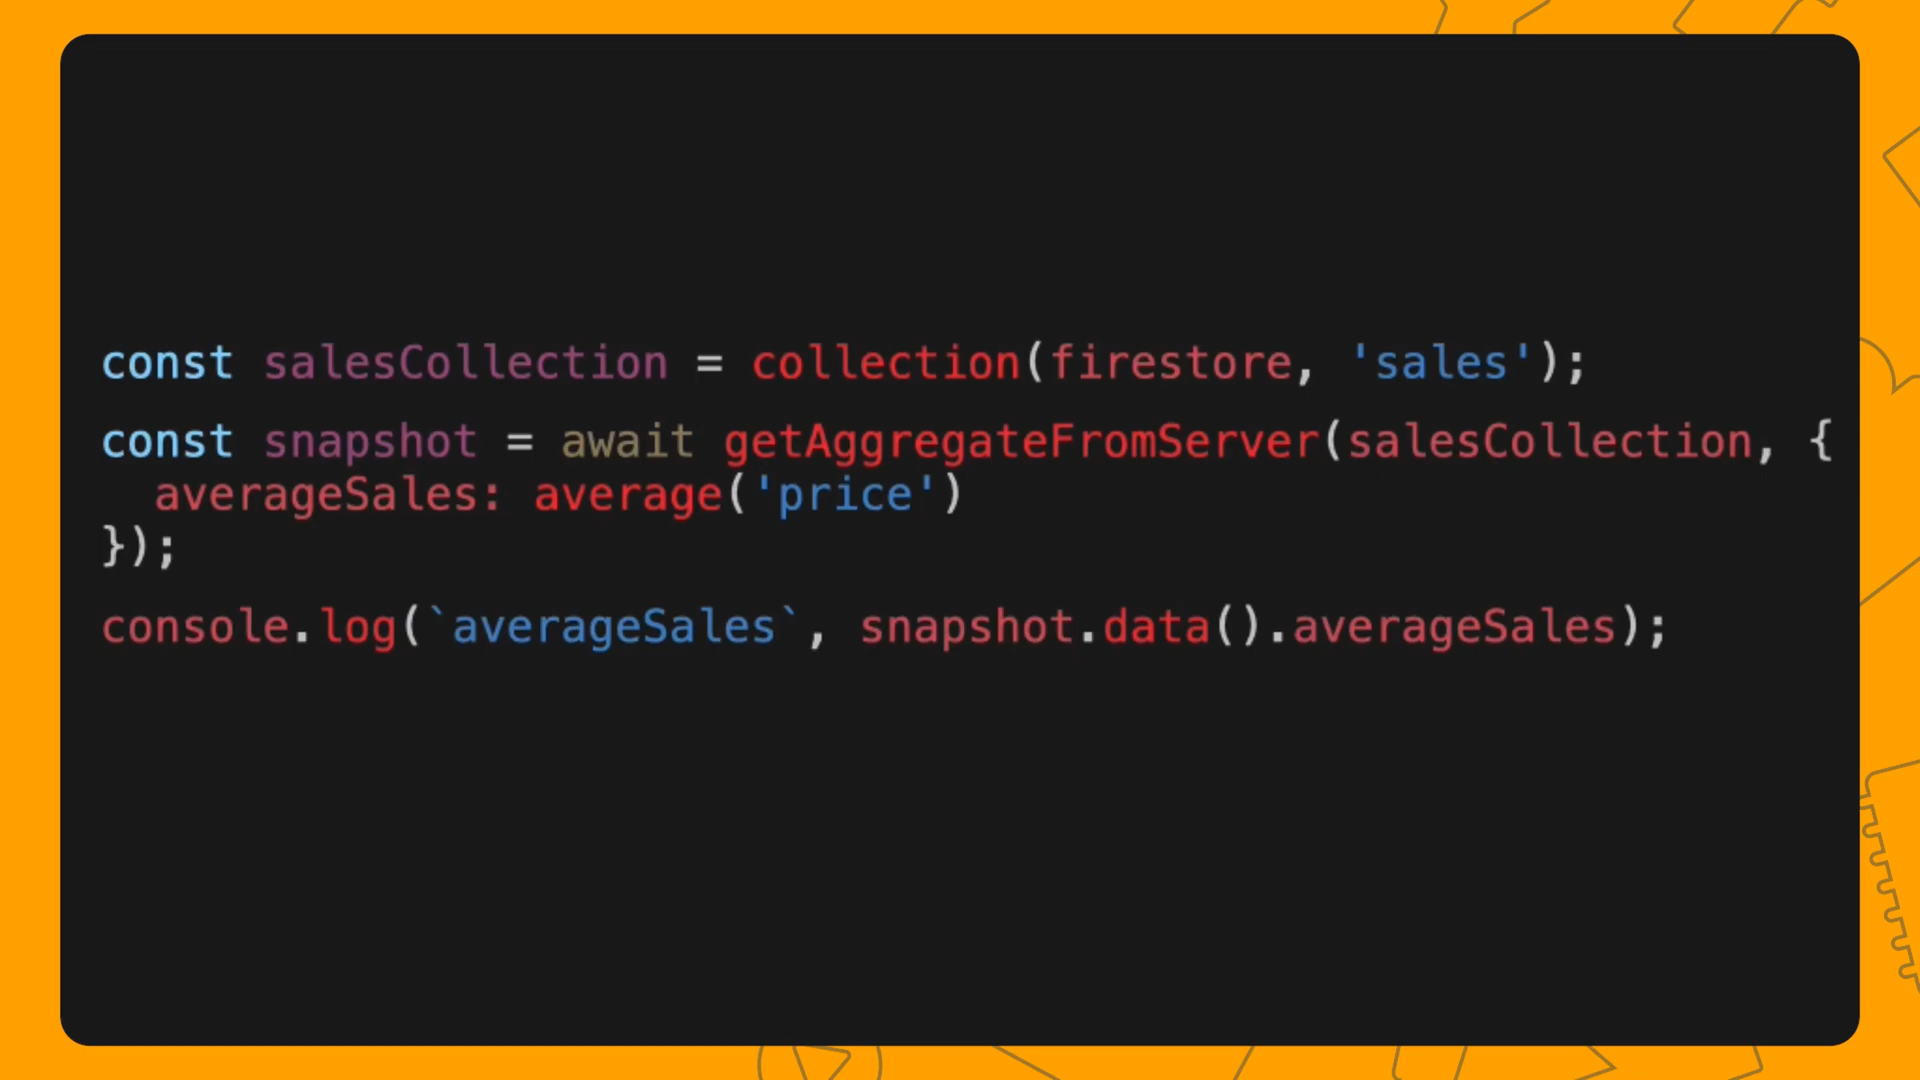 const salesCollection = collection(firestore, 'sales');
const snapshot = await getAggregateFromServer(salesCollection, {
  averageSales: average('price')
});
console.log(`averageSales`, snapshot.data().averageSales);